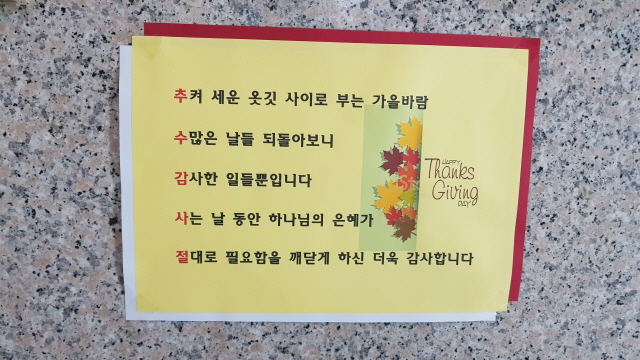 추켜 세운 옷깃 사이로 부는 가을바람
수많은 날들 되돌아보니
감사한 일들뿐입니다
사는 날 동안 하나님의 은혜가
절대로 필요함을 깨닫게 하신 더욱 감사합니다
HAPPY
Thanks
Giving
DAY